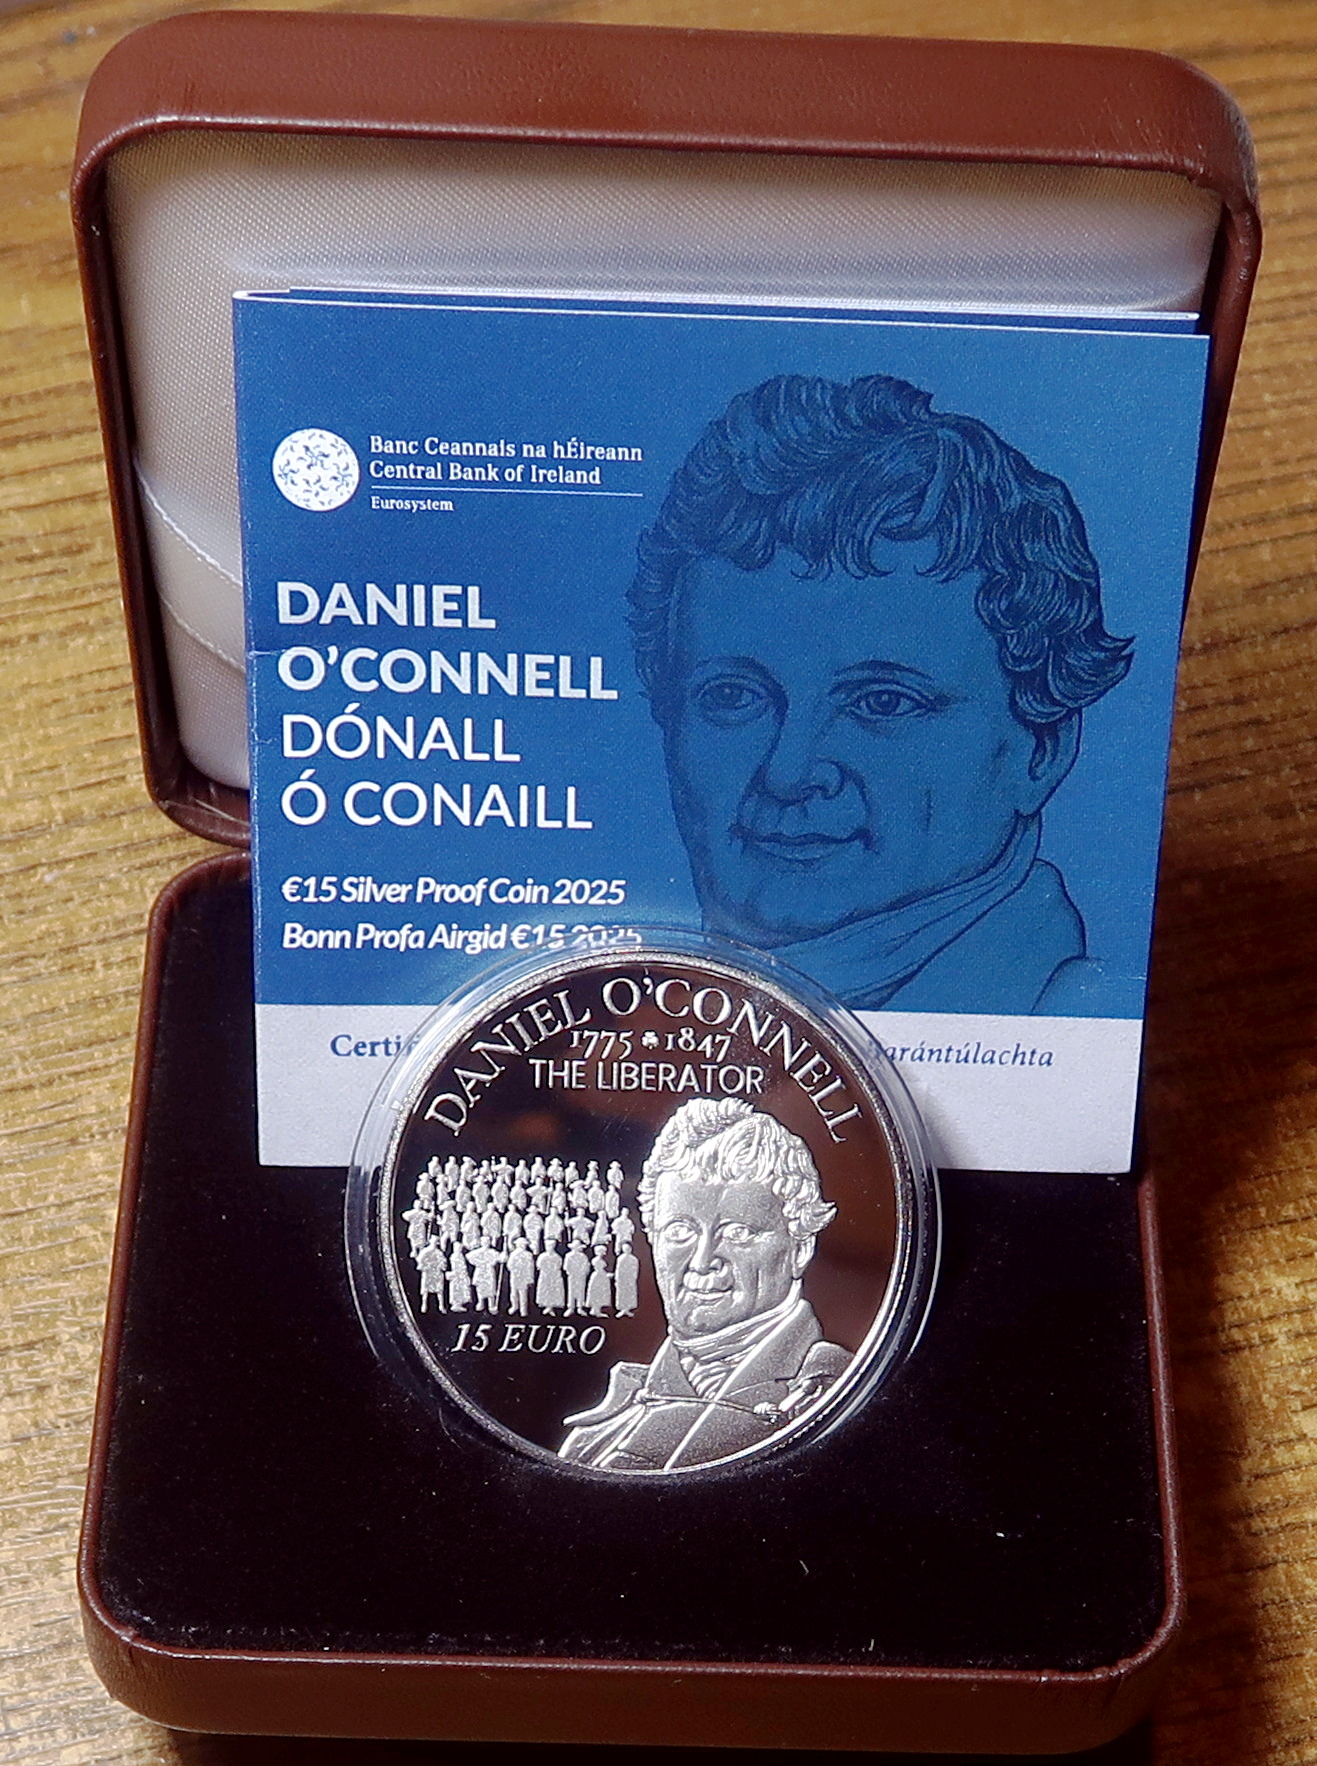 Banc Ceannais na hÉireann
Central Bank of Ireland
Eurosystem
DANIEL
O'CONNELL
DÓNALL
Ó CONAILL
€15 Silver Proof Coin 2025
Bonn Profa Airgid €15 2025
DANIEL O'CONNELL
1775 1847
THE LIBERATOR
15 EURO